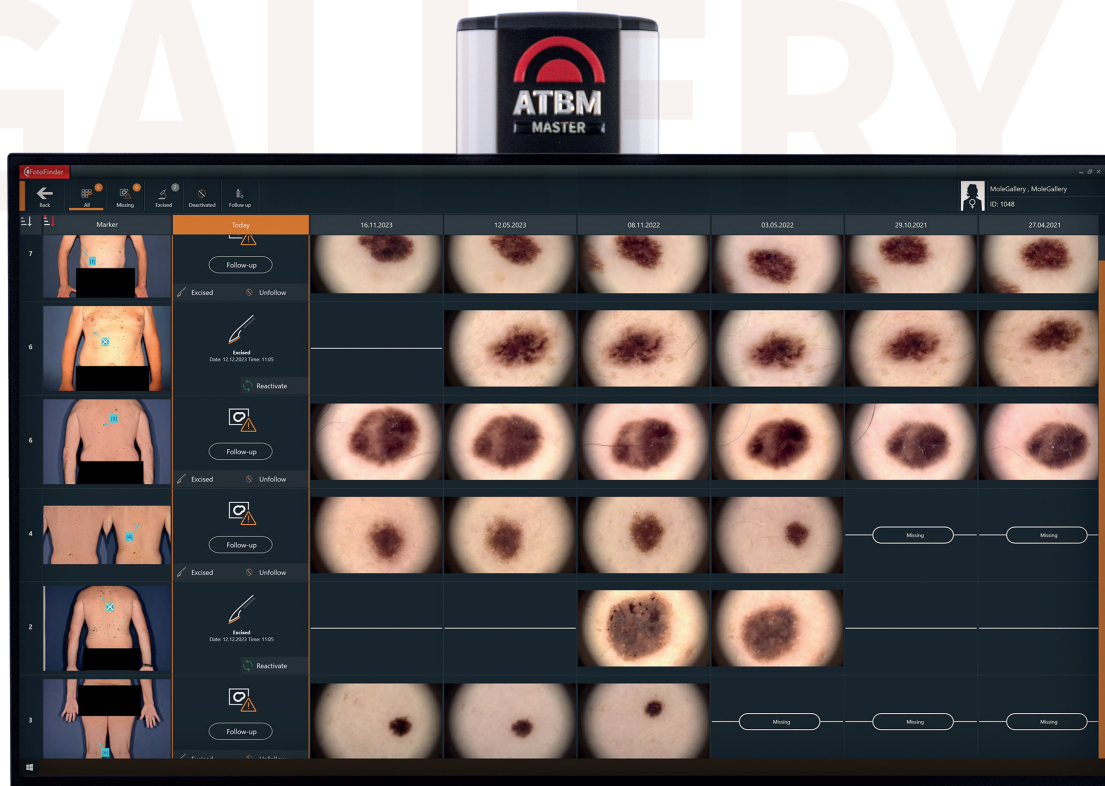 GALLERY
ATBM
MASTER
FotoFinder
Back
All
Missing
Excised
Deactivated
Follow up
MoleGallery , MoleGallery
ID: 1048
Marker
Today
16.11.2023
12.05.2023
08.11.2022
03.05.2022
29.10.2021
27.04.2021
7
Follow-up
Excised
Unfollow
6
Excised
Date: 12.12.2023 Time: 11:05
Reactivate
6
Follow-up
Excised
Unfollow
4
Follow-up
Missing
Missing
Excised
Unfollow
2
Excised
Date: 12.12.2023 Time: 11:05
Reactivate
3
Follow-up
Missing
Missing
Missing
Excised
Unfollow